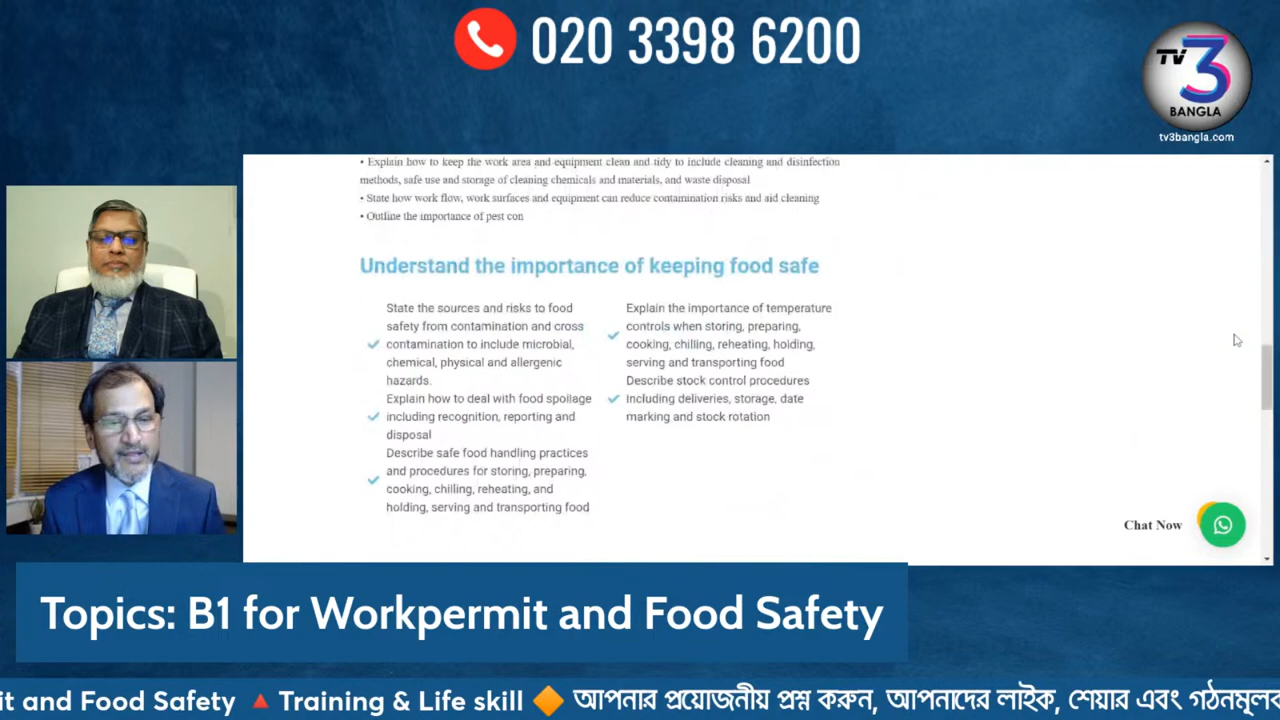 020 3398 6200
TV 3
BANGLA
tv3bangla.com
• Explain how to keep the work area and equipment clean and tidy to include cleaning and disinfection
methods, safe use and storage of cleaning chemicals and materials, and waste disposal
• State how work flow, work surfaces and equipment can reduce contamination risks and aid cleaning
• Outline the importance of pest con
Understand the importance of keeping food safe
State the sources and risks to food
safety from contamination and cross
contamination to include microbial,
chemical, physical and allergenic
hazards.
Explain how to deal with food spoilage
including recognition, reporting and
disposal
Describe safe food handling practices
and procedures for storing, preparing,
cooking, chilling, reheating, and
holding, serving and transporting food
Explain the importance of temperature
controls when storing, preparing,
cooking, chilling, reheating, holding,
serving and transporting food
Describe stock control procedures
Including deliveries, storage, date
marking and stock rotation
Chat Now
Topics: B1 for Workpermit and Food Safety
it and Food Safety 🔺 Training & Life skill 🔶 আপনার প্রয়োজনীয় প্রশ্ন করুন, আপনাদের লাইক, শেয়ার এবং গঠনমূলক